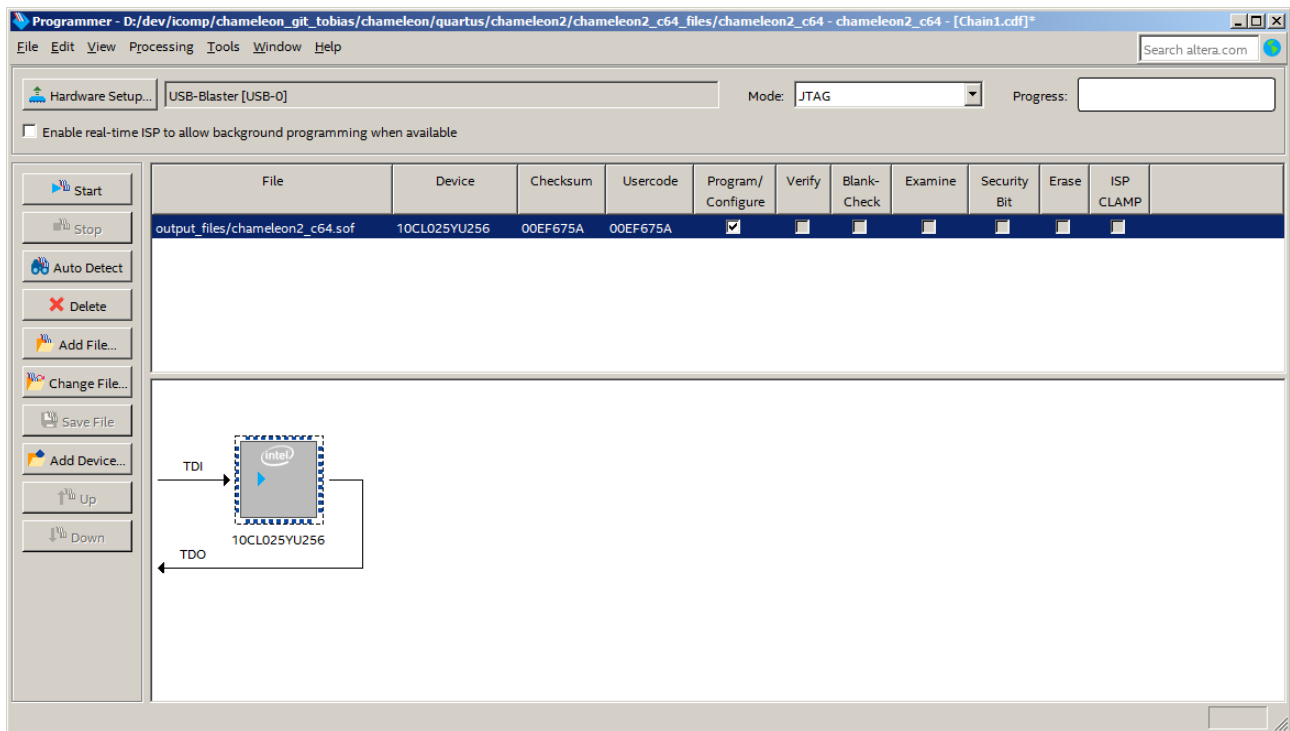 Programmer - D:/dev/icomp/chameleon_git_tobias/chameleon/quartus/chameleon2/chameleon2_c64_files/chameleon2_c64 - chameleon2_c64 - [Chain1.cdf]*
File Edit View Processing Tools Window Help
Search altera.com
Hardware Setup... USB-Blaster [USB-0] Mode: JTAG Progress:
Enable real-time ISP to allow background programming when available
Start
Stop
Auto Detect
Delete
Add File...
Change File...
Save File
Add Device...
Up
Down
File Device Checksum Usercode Program/ Verify Blank- Examine Security Erase ISP
Configure Check Bit CLAMP
output_files/chameleon2_c64.sof 10CL025YU256 00EF675A 00EF675A
intel
TDI
10CL025YU256
TDO